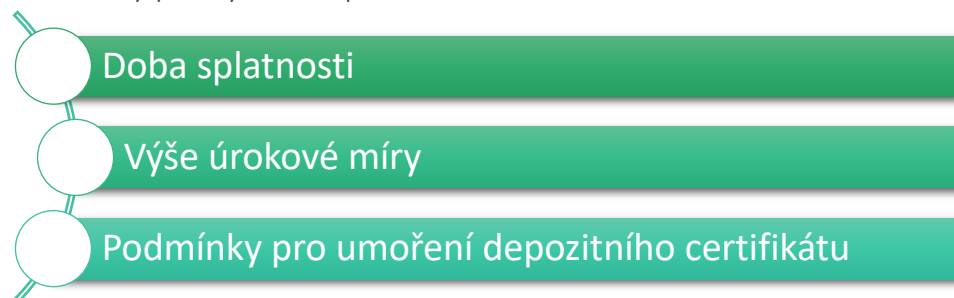 Doba splatnosti
Výše úrokové míry
Podmínky pro umoření depozitního certifikátu